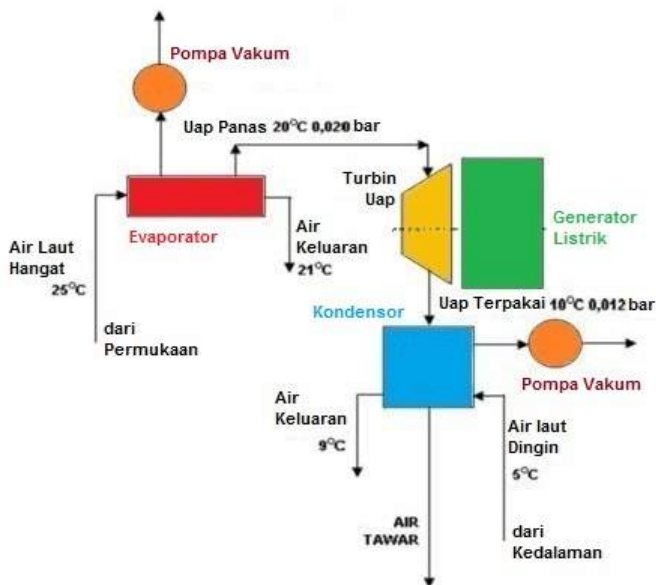 Pompa Vakum
Uap Panas 20°C 0,020 bar
Turbin
Uap
Generator
Listrik
Evaporator
Air
Keluaran
21°C
Air Laut
Hangat
25°C
dari
Permukaan
Uap Terpakai 10°C 0,012 bar
Kondensor
Pompa Vakum
Air
Keluaran
9°C
Air laut
Dingin
5°C
AIR
TAWAR
dari
Kedalaman